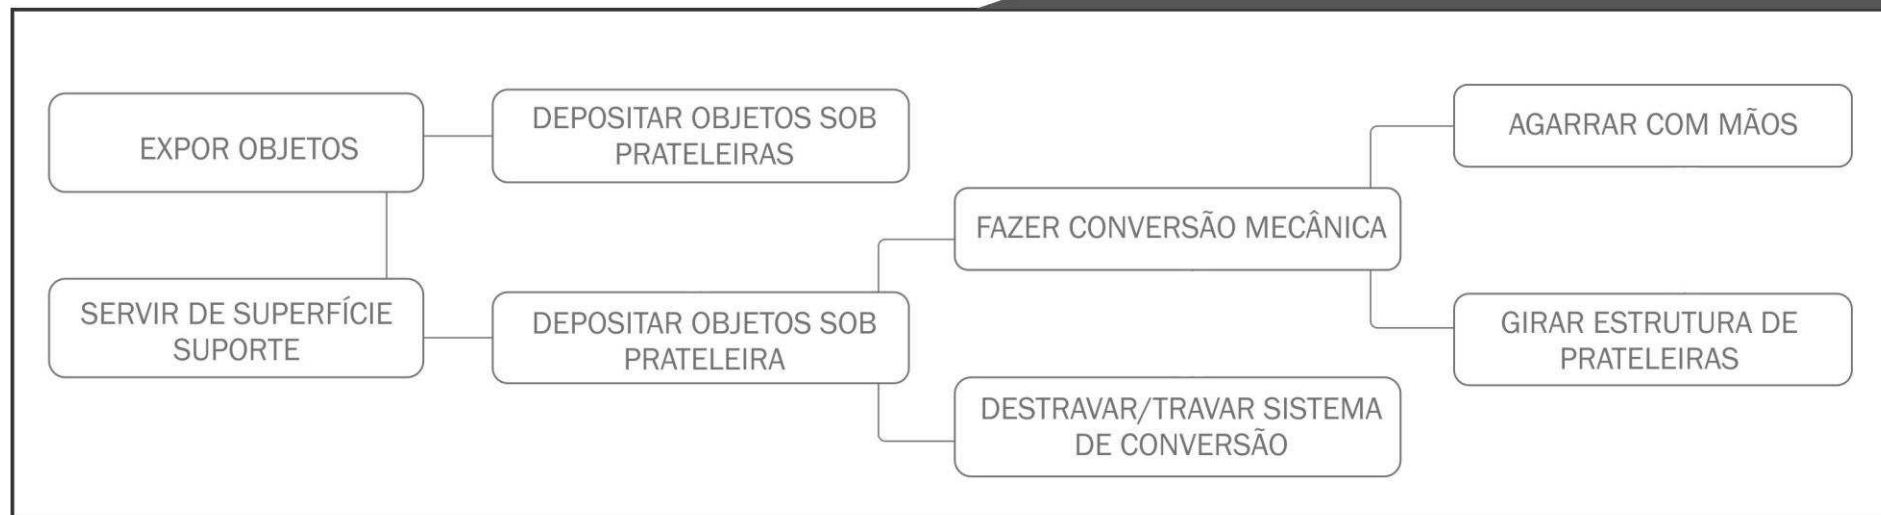 EXPOR OBJETOS
DEPOSITAR OBJETOS SOB
PRATELEIRAS
AGARRAR COM MÃOS
FAZER CONVERSÃO MECÂNICA
SERVIR DE SUPERFÍCIE
SUPORTE
DEPOSITAR OBJETOS SOB
PRATELEIRA
GIRAR ESTRUTURA DE
PRATELEIRAS
DESTRAVAR/TRAVAR SISTEMA
DE CONVERSÃO